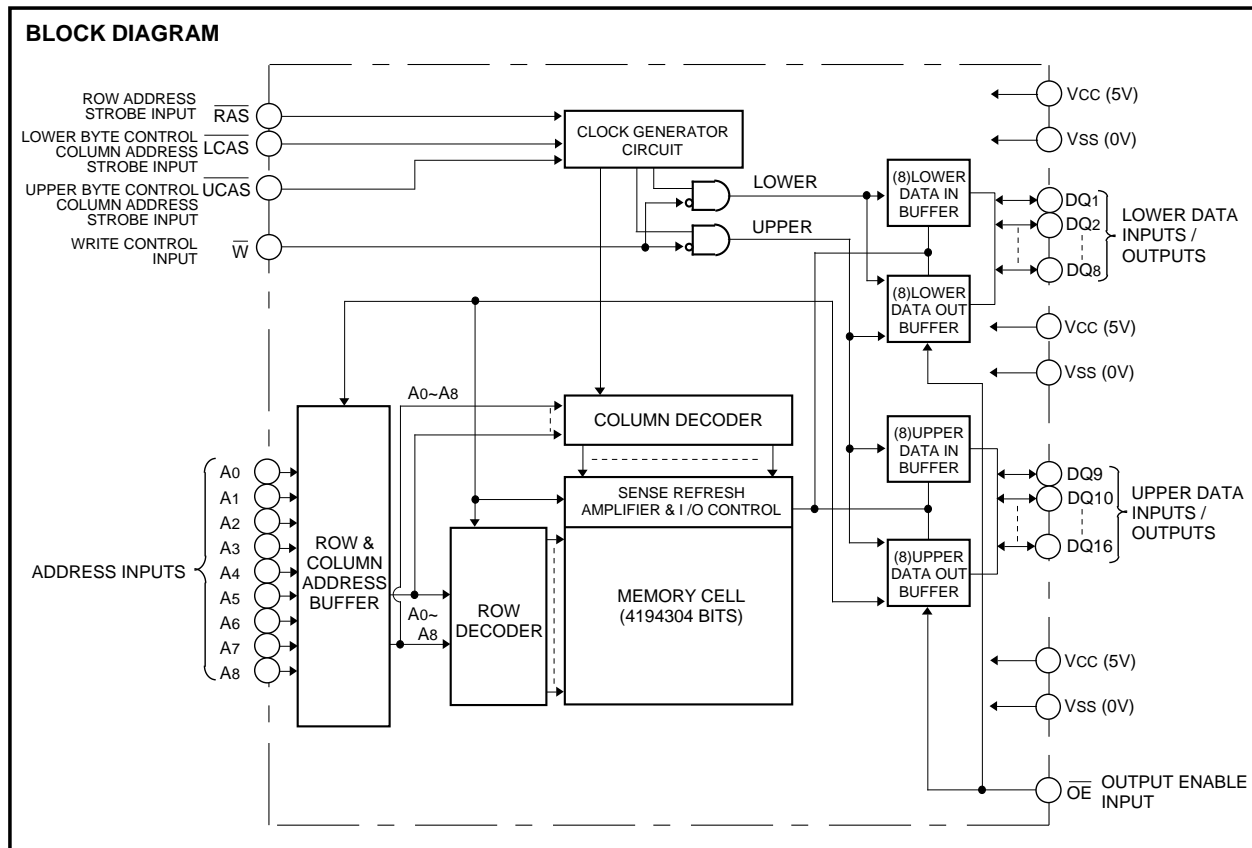 BLOCK DIAGRAM
ROW ADDRESS
STROBE INPUT
RAS
LOWER BYTE CONTROL
COLUMN ADDRESS
STROBE INPUT
LCAS
UPPER BYTE CONTROL
COLUMN ADDRESS
STROBE INPUT
UCAS
WRITE CONTROL
INPUT
W
CLOCK GENERATOR
CIRCUIT
LOWER
UPPER
(8)LOWER
DATA IN
BUFFER
(8)LOWER
DATA OUT
BUFFER
VCC (5V)
VSS (0V)
DQ1
DQ2
DQ8
LOWER DATA
INPUTS /
OUTPUTS
VCC (5V)
VSS (0V)
A0~A8
COLUMN DECODER
SENSE REFRESH
AMPLIFIER & I /O CONTROL
MEMORY CELL
(4194304 BITS)
ROW
DECODER
A0~
A8
ROW &
COLUMN
ADDRESS
BUFFER
ADDRESS INPUTS
A0
A1
A2
A3
A4
A5
A6
A7
A8
(8)UPPER
DATA IN
BUFFER
(8)UPPER
DATA OUT
BUFFER
DQ9
DQ10
DQ16
UPPER DATA
INPUTS /
OUTPUTS
VCC (5V)
VSS (0V)
OE
OUTPUT ENABLE
INPUT